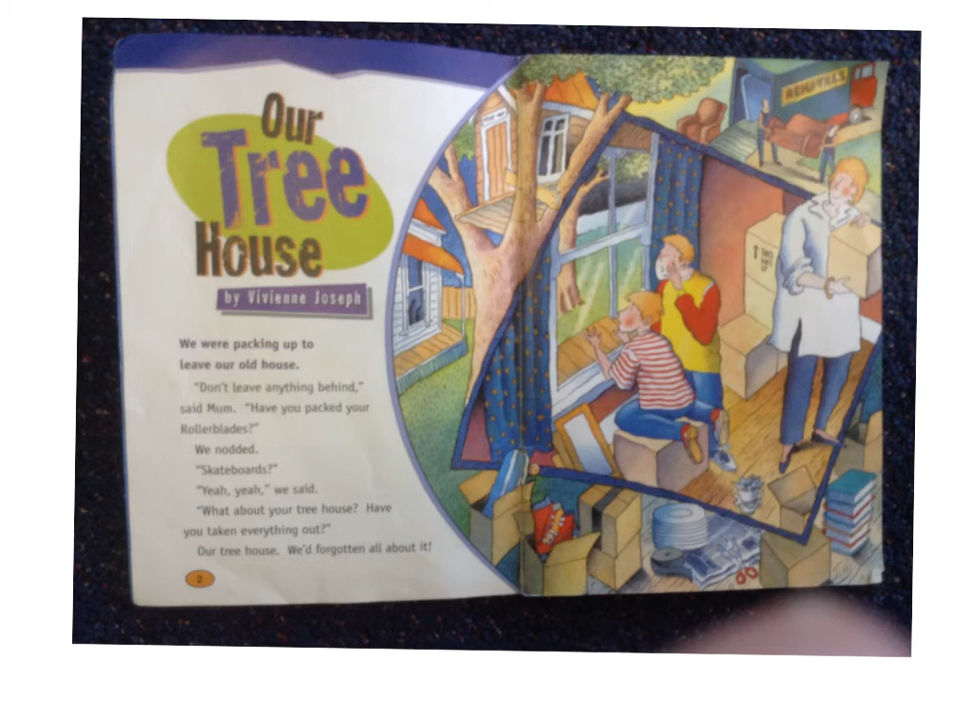 Our
Tree
House
by Vivienne Joseph
We were packing up to
leave our old house.
"Don't leave anything behind,"
said Mum. "Have you packed your
Rollerblades?"
We nodded.
"Skateboards?"
"Yeah, yeah," we said.
"What about your tree house? Have
you taken everything out?"
Our tree house. We'd forgotten all about it!
2